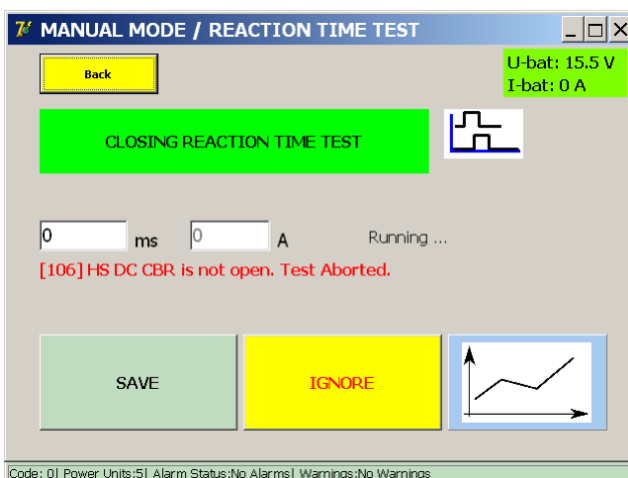 MANUAL MODE / REACTION TIME TEST
Back
U-bat: 15.5 V
I-bat: 0 A
CLOSING REACTION TIME TEST
0 ms 0 A Running ...
[106] HS DC CBR is not open. Test Aborted.
SAVE IGNORE
Code: 0| Power Units:5| Alarm Status:No Alarms| Warnings:No Warnings